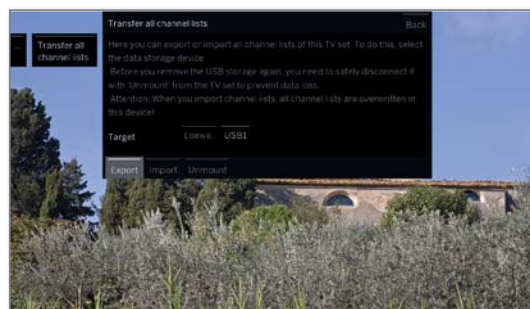 Transfer all channel lists
Back
...
Transfer all
channel lists
Here you can export or import all channel lists of this TV set. To do this, select
the data storage device.
Before you remove the USB storage again, you need to safely disconnect it
with 'Unmount' from the TV set to prevent data loss.
Attention: When you import channel lists, all channel lists are overwritten in
this device!
Target
Loewe.
USB1
Export
Import
Unmount